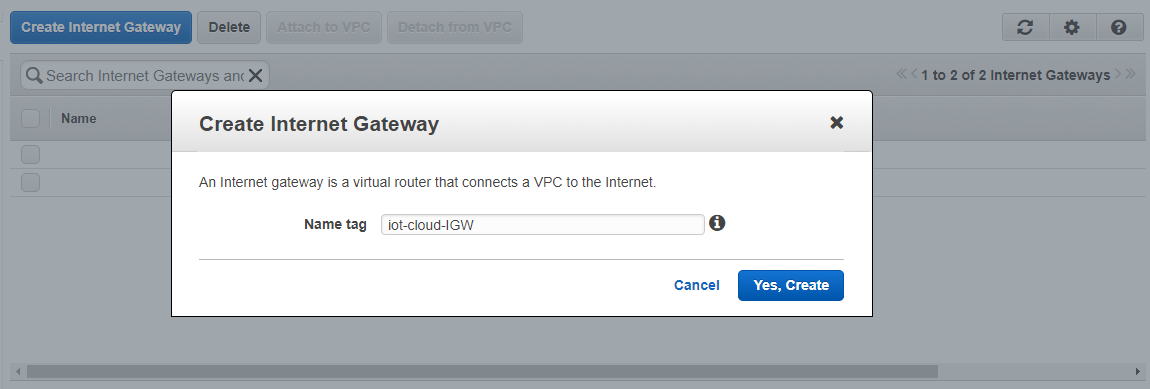 Create Internet Gateway Delete Attach to VPC Detach from VPC
Search Internet Gateways and 1 to 2 of 2 Internet Gateways
Name
Create Internet Gateway
An Internet gateway is a virtual router that connects a VPC to the Internet.
Name tag iot-cloud-IGW
Cancel Yes, Create